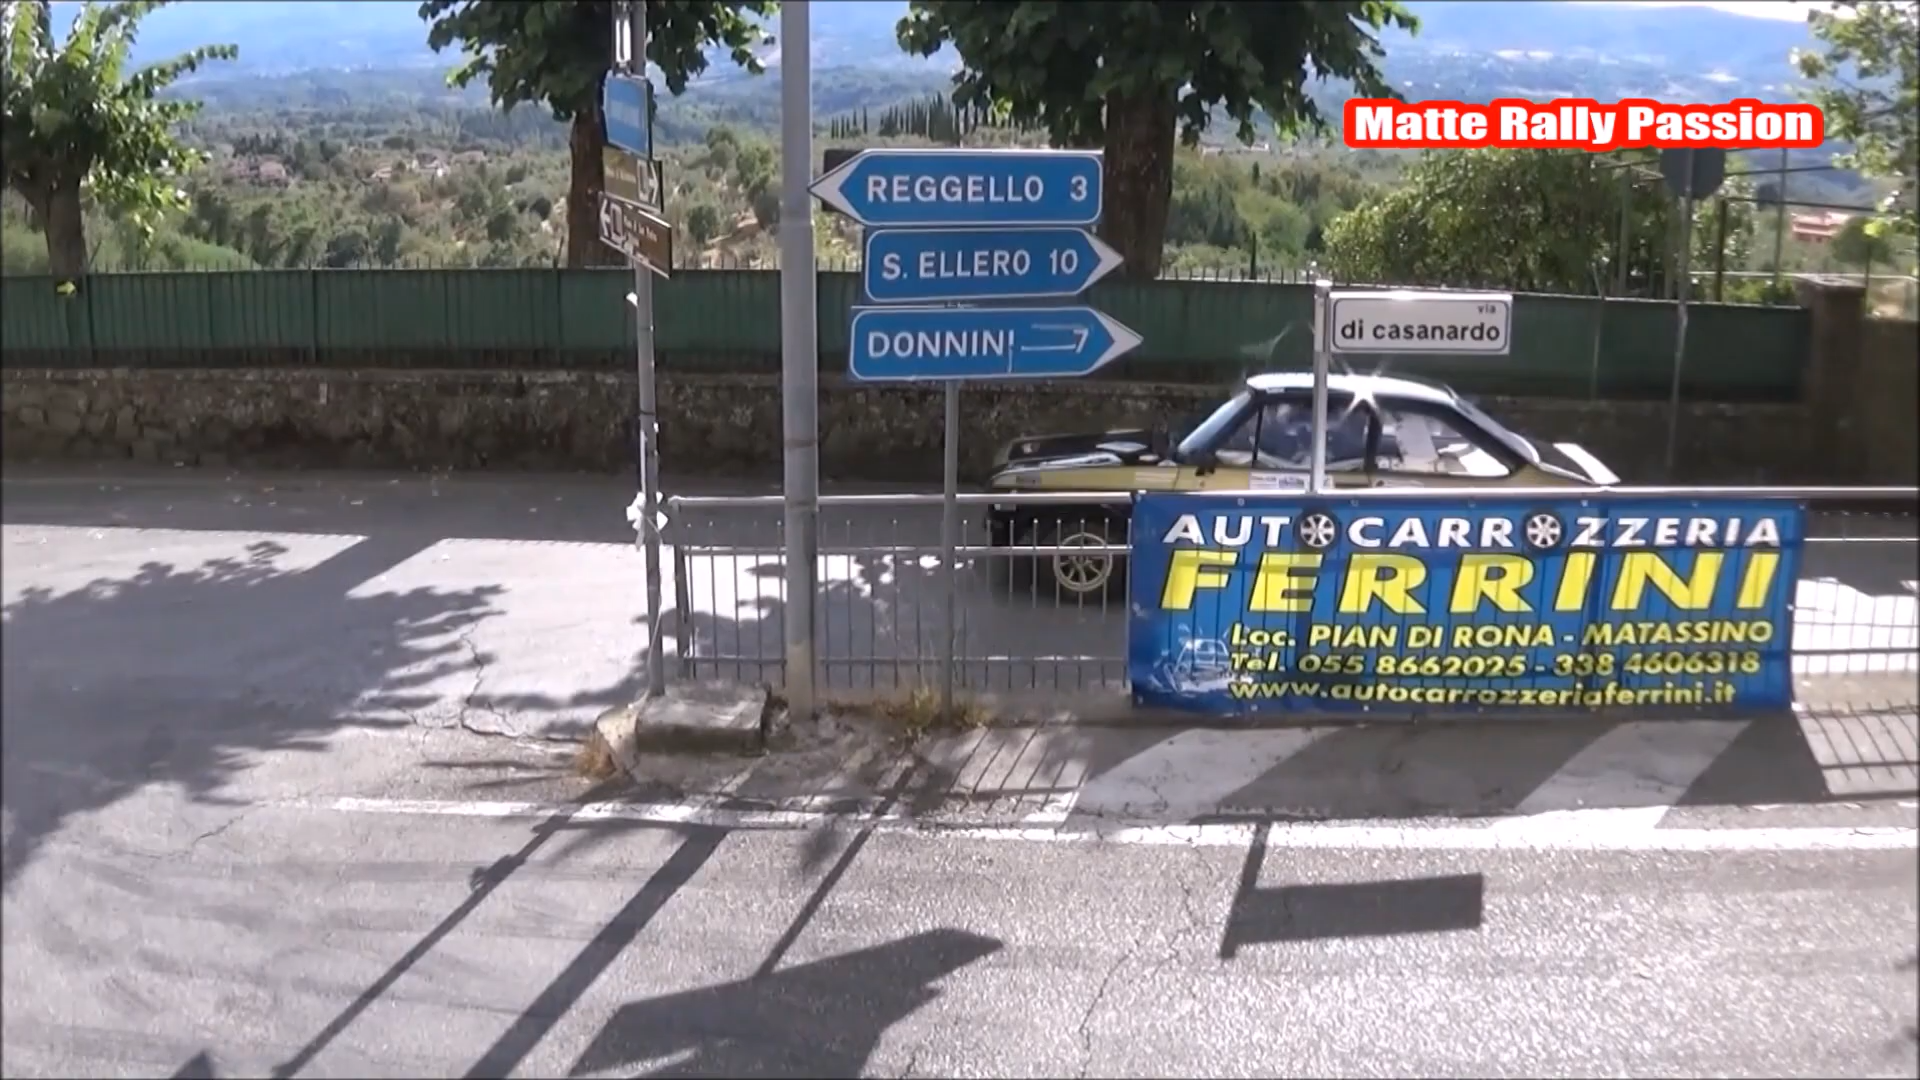 Matte Rally Passion
REGGELLO 3
S. ELLERO 10
DONNINI 7
via
di casanardo
AUTOCARROZZERIA
FERRINI
Loc. PIAN DI RONA - MATASSINO
Tel. 055 8662025 - 338 4606318
www.autocarrozzeriaferrini.it